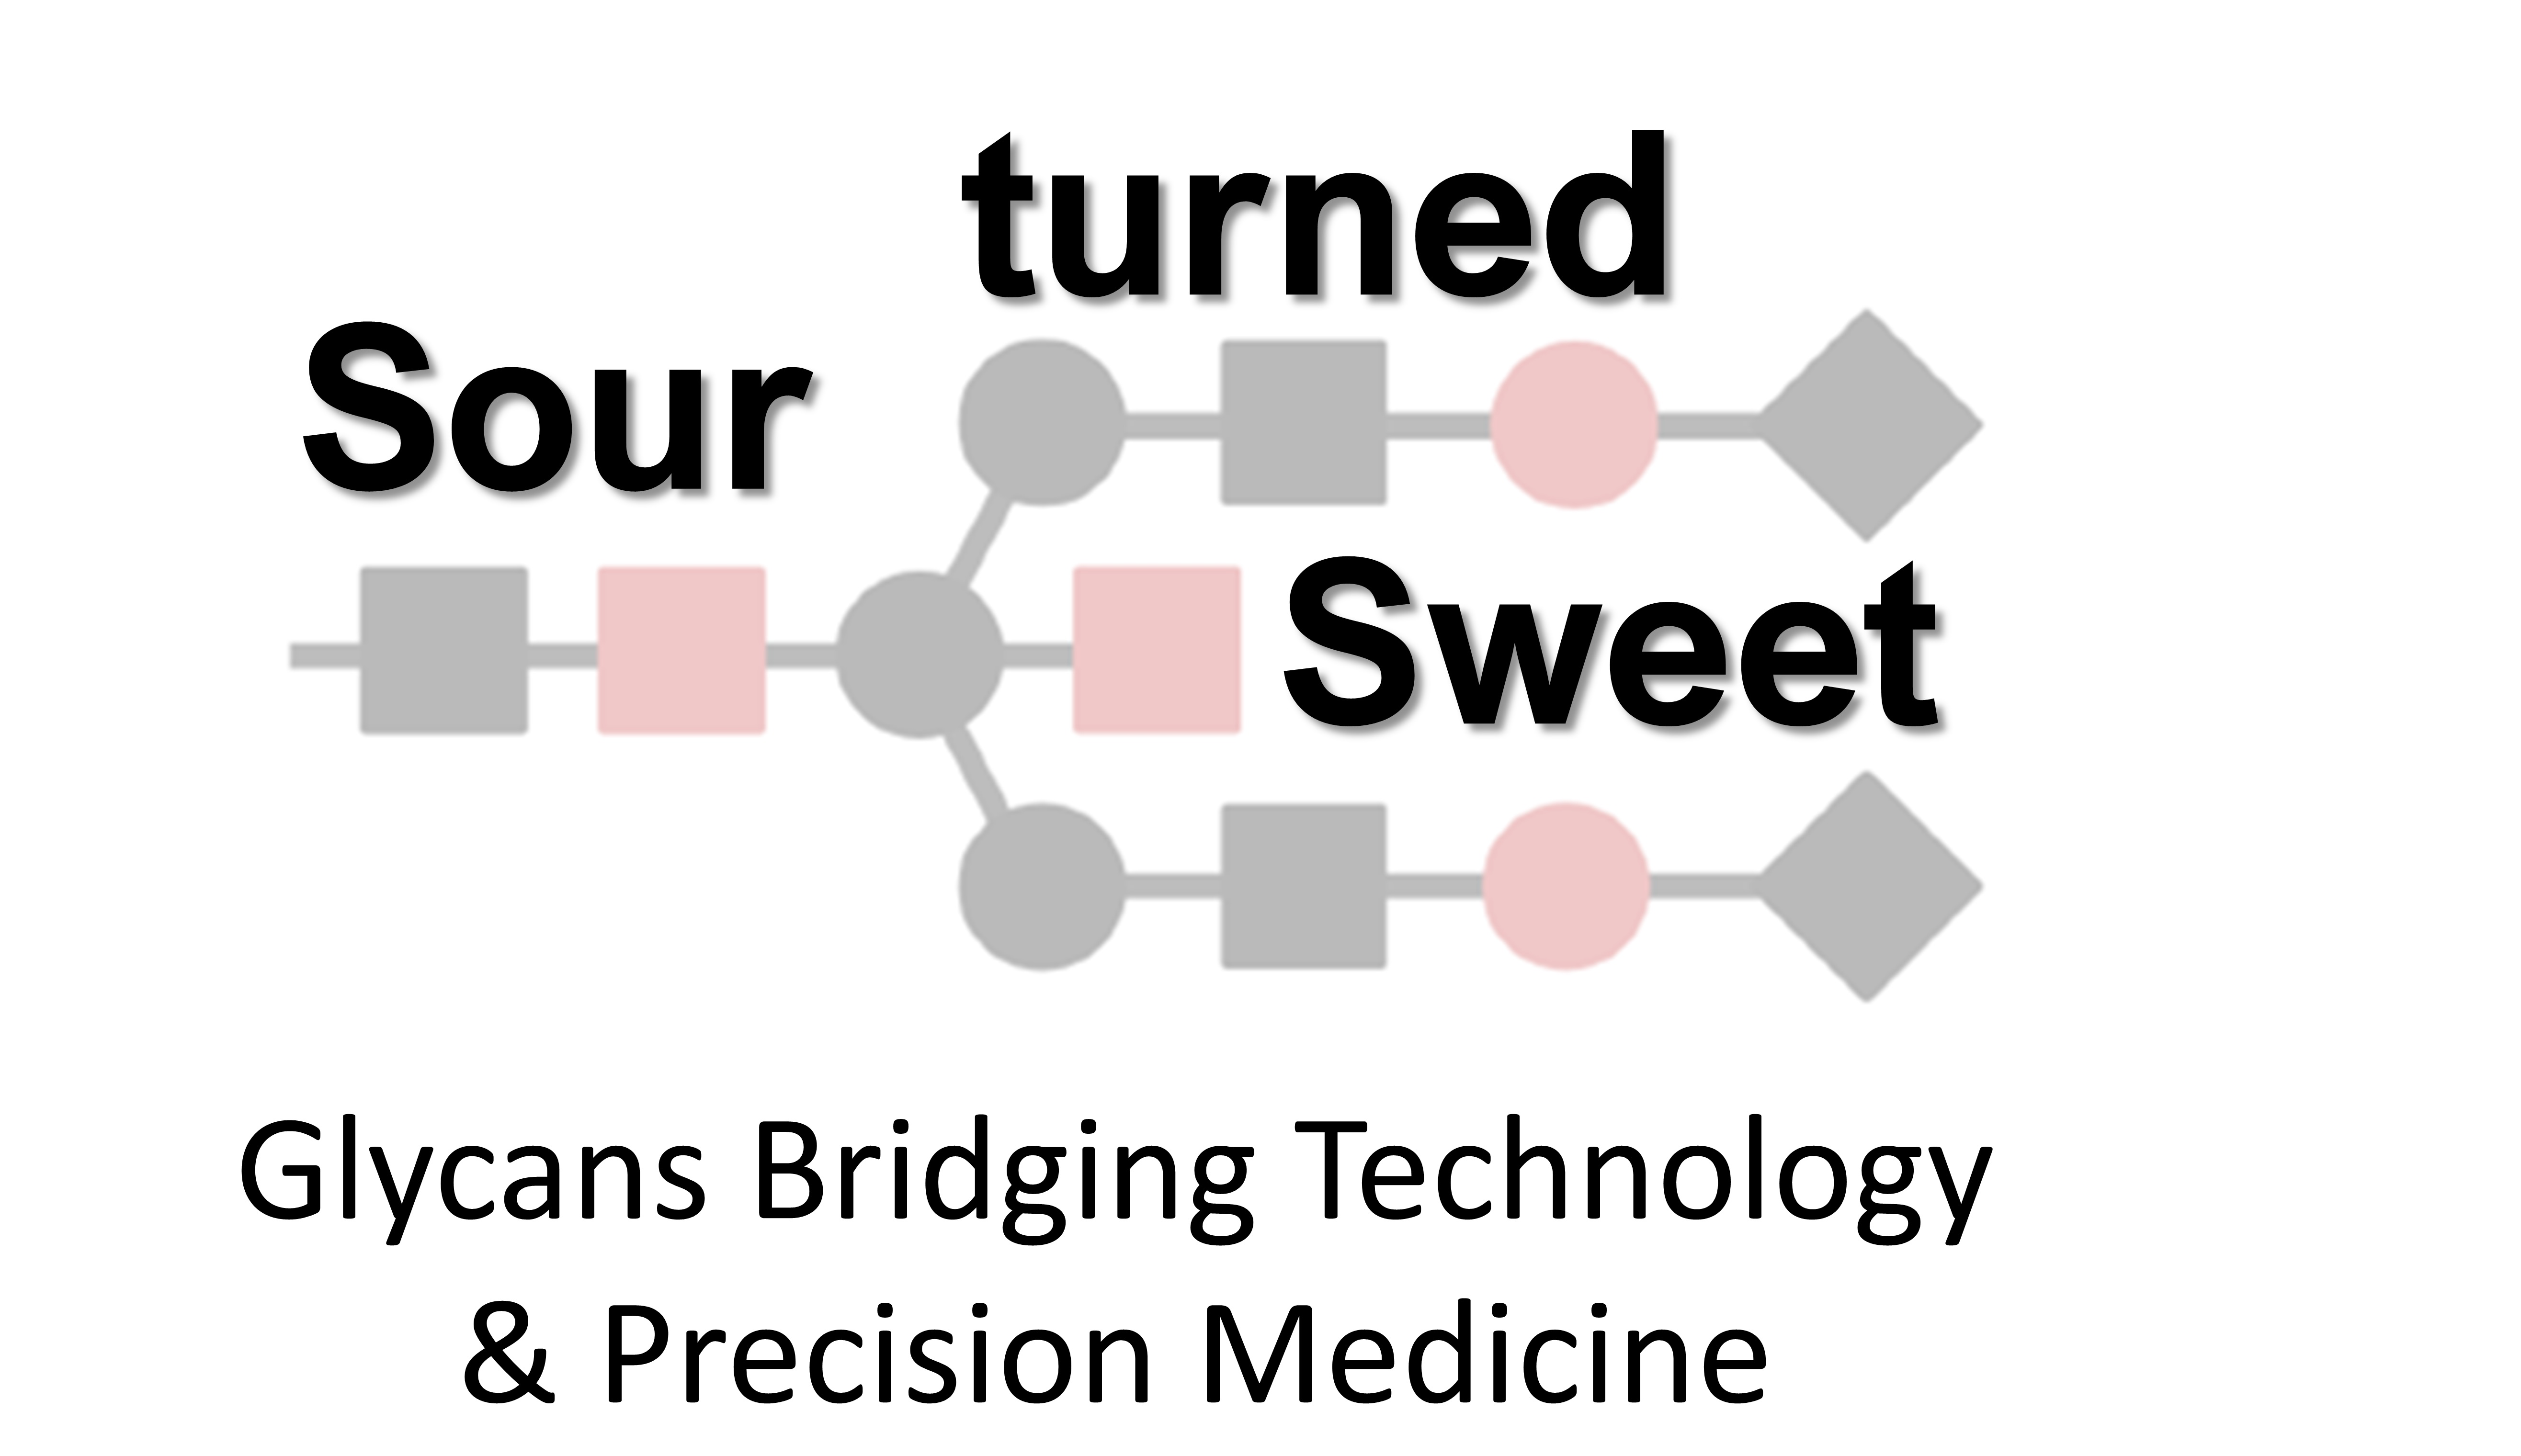 Sour
turned
Sweet
Glycans Bridging Technology
& Precision Medicine